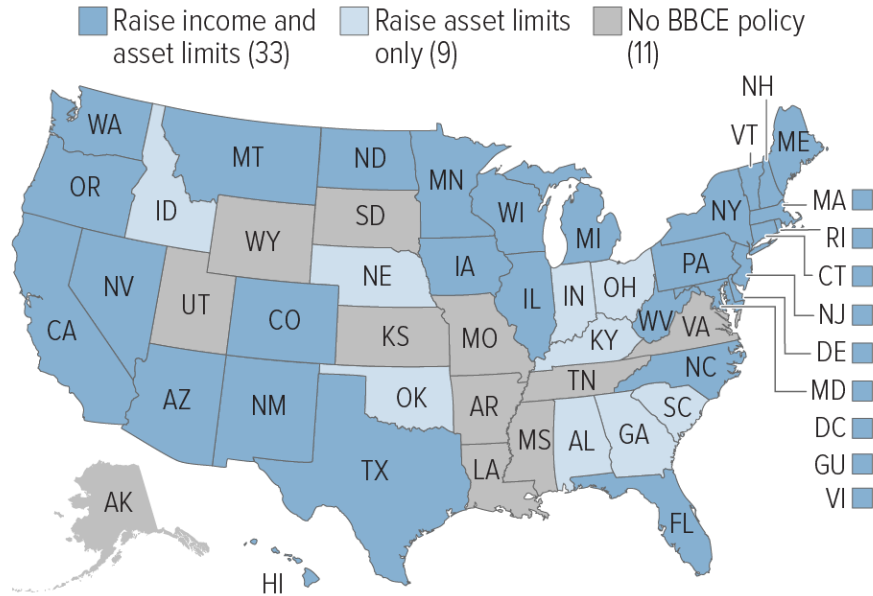 Raise income and
asset limits (33)
Raise asset limits
only (9)
No BBCE policy
(11)
NH
VT
ME
WA
MT
ND
MN
OR
ID
SD
WI
MI
NY
MA
WY
RI
NE
IA
PA
CT
NV
UT
CO
IL
IN
OH
NJ
CA
KS
MO
KY
WV
VA
DE
AZ
NM
OK
AR
TN
NC
MD
SC
DC
MS
AL
GA
TX
LA
GU
AK
FL
VI
HI